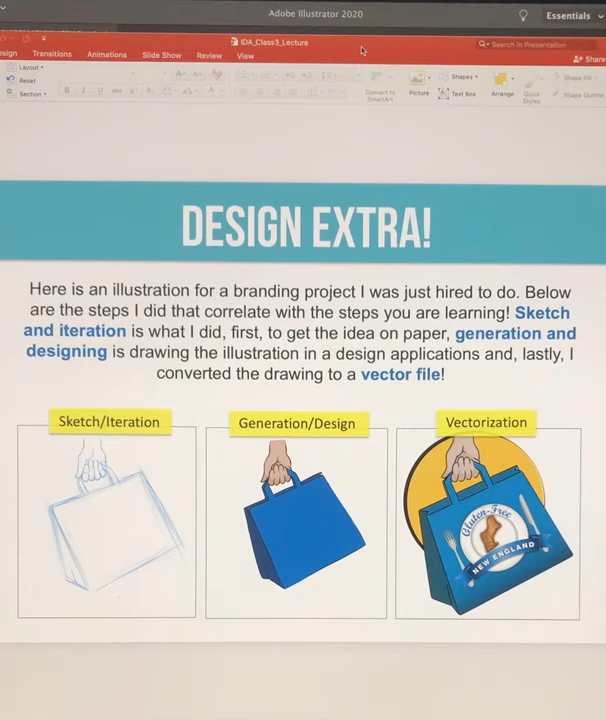 Adobe Illustrator 2020
Essentials
IDA_Class3_Lecture
Search in Presentation
sign Transitions Animations Slide Show Review View
Share
Layout
Reset
Section
B I U abc
Convert to
SmartArt
Picture
Shapes
Text Box
Arrange
Quick
Styles
Shape Fill
Shape Outline
DESIGN EXTRA!
Here is an illustration for a branding project I was just hired to do. Below
are the steps I did that correlate with the steps you are learning! Sketch
and iteration is what I did, first, to get the idea on paper, generation and
designing is drawing the illustration in a design applications and, lastly, I
converted the drawing to a vector file!
Sketch/Iteration
Generation/Design
Vectorization
Gluten-Free
NEW ENGLAND